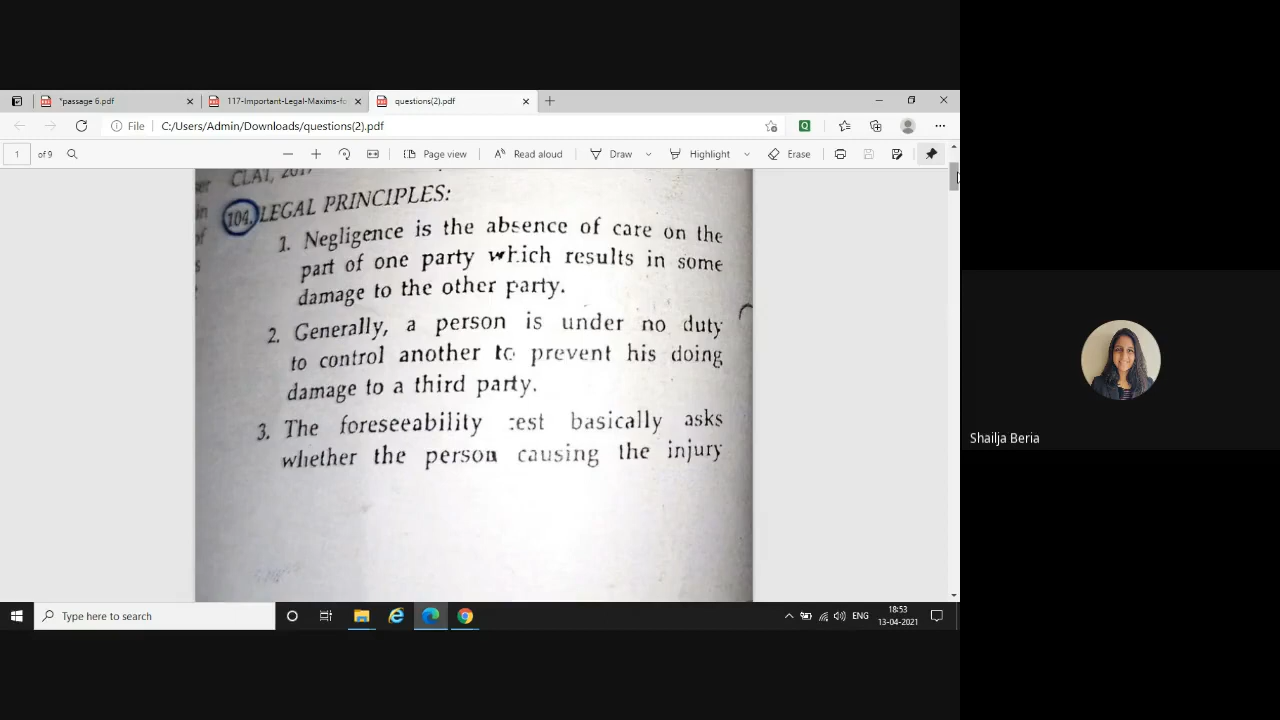 *passage 6.pdf
117-Important-Legal-Maxims-fo
questions(2).pdf
File
C:/Users/Admin/Downloads/questions(2).pdf
1 of 9
Page view
Read aloud
Draw
Highlight
Erase
CLAT, 2017
104. LEGAL PRINCIPLES:
1. Negligence is the absence of care on the
part of one party which results in some
damage to the other party.
2. Generally, a person is under no duty
to control another to prevent his doing
damage to a third party.
3. The foreseeability test basically asks
whether the person causing the injury
Shailja Beria
Type here to search
ENG
18:53
13-04-2021